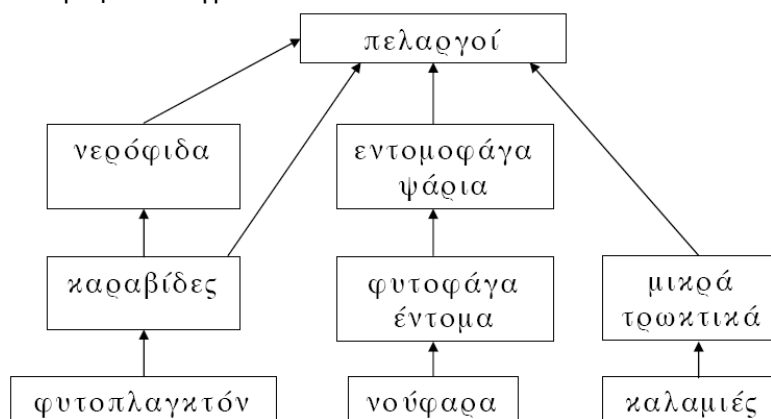 πελαργοί
νερόφιδα
εντομοφάγα
ψάρια
καραβίδες
φυτοφάγα
έντομα
μικρά
τρωκτικά
φυτοπλαγκτόν
νούφαρα
καλαμιές